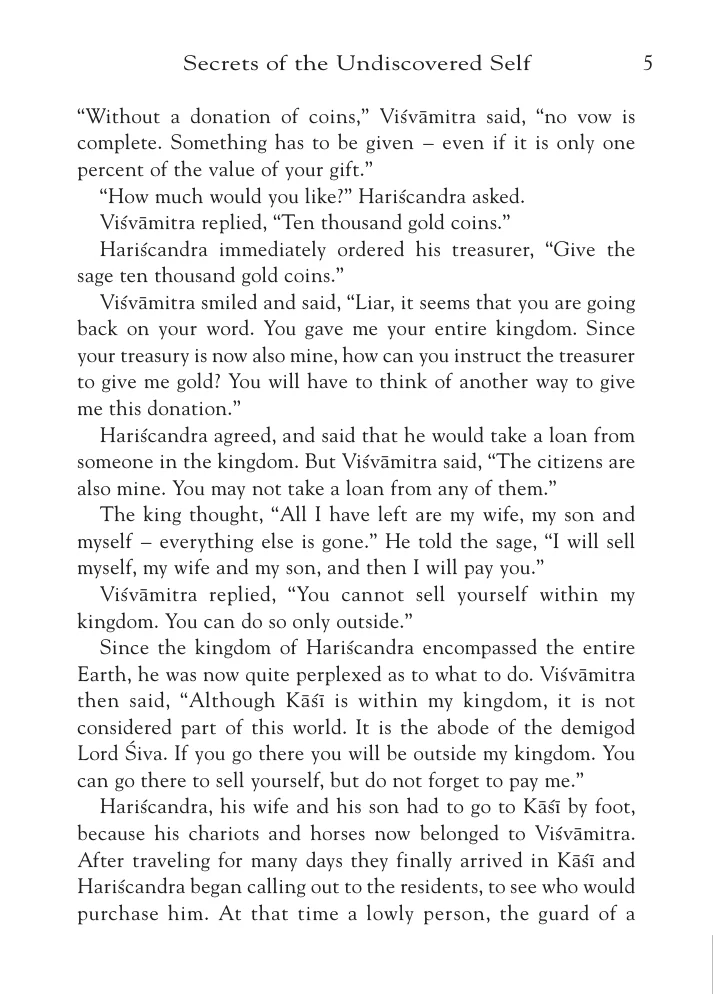 Secrets of the Undiscovered Self 5
“Without a donation of coins,” Viśvāmitra said, “no vow is
complete. Something has to be given – even if it is only one
percent of the value of your gift.”
“How much would you like?” Hariścandra asked.
Viśvāmitra replied, “Ten thousand gold coins.”
Hariścandra immediately ordered his treasurer, “Give the
sage ten thousand gold coins.”
Viśvāmitra smiled and said, “Liar, it seems that you are going
back on your word. You gave me your entire kingdom. Since
your treasury is now also mine, how can you instruct the treasurer
to give me gold? You will have to think of another way to give
me this donation.”
Hariścandra agreed, and said that he would take a loan from
someone in the kingdom. But Viśvāmitra said, “The citizens are
also mine. You may not take a loan from any of them.”
The king thought, “All I have left are my wife, my son and
myself – everything else is gone.” He told the sage, “I will sell
myself, my wife and my son, and then I will pay you.”
Viśvāmitra replied, “You cannot sell yourself within my
kingdom. You can do so only outside.”
Since the kingdom of Hariścandra encompassed the entire
Earth, he was now quite perplexed as to what to do. Viśvāmitra
then said, “Although Kāśī is within my kingdom, it is not
considered part of this world. It is the abode of the demigod
Lord Śiva. If you go there you will be outside my kingdom. You
can go there to sell yourself, but do not forget to pay me.”
Hariścandra, his wife and his son had to go to Kāśī by foot,
because his chariots and horses now belonged to Viśvāmitra.
After traveling for many days they finally arrived in Kāśī and
Hariścandra began calling out to the residents, to see who would
purchase him. At that time a lowly person, the guard of a